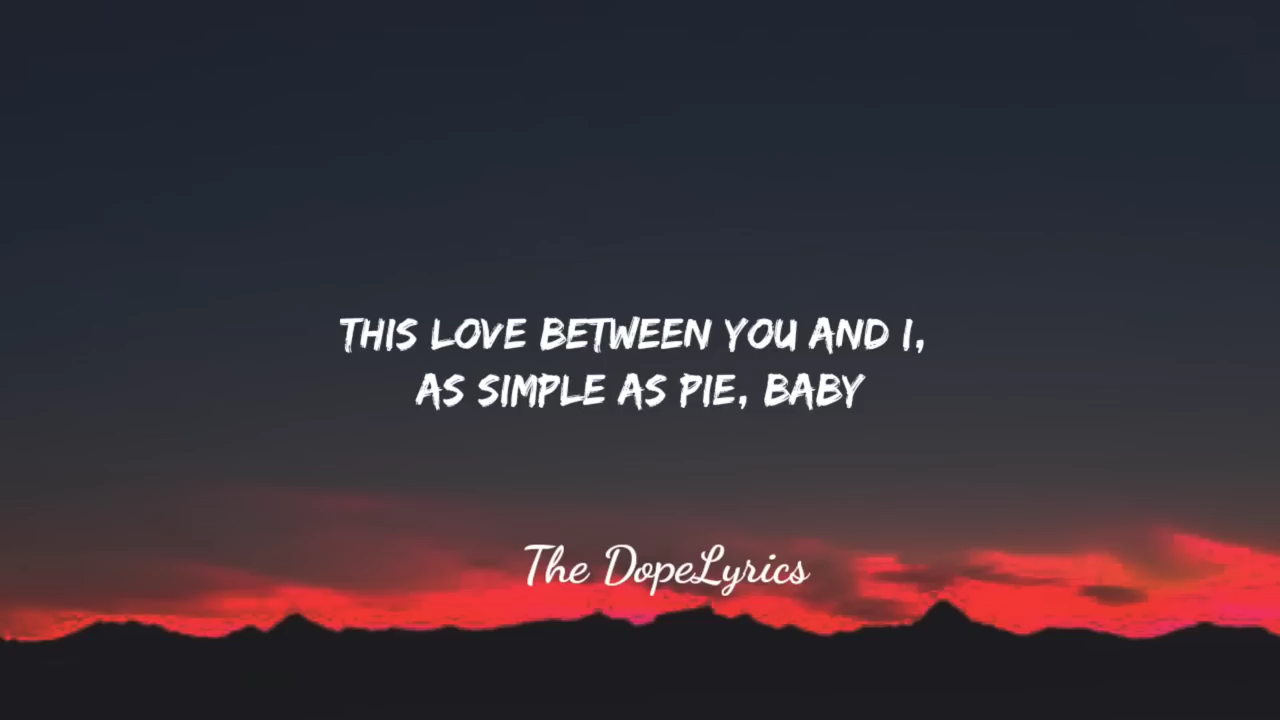 THIS LOVE BETWEEN YOU AND I,
AS SIMPLE AS PIE, BABY
The DopeLyrics